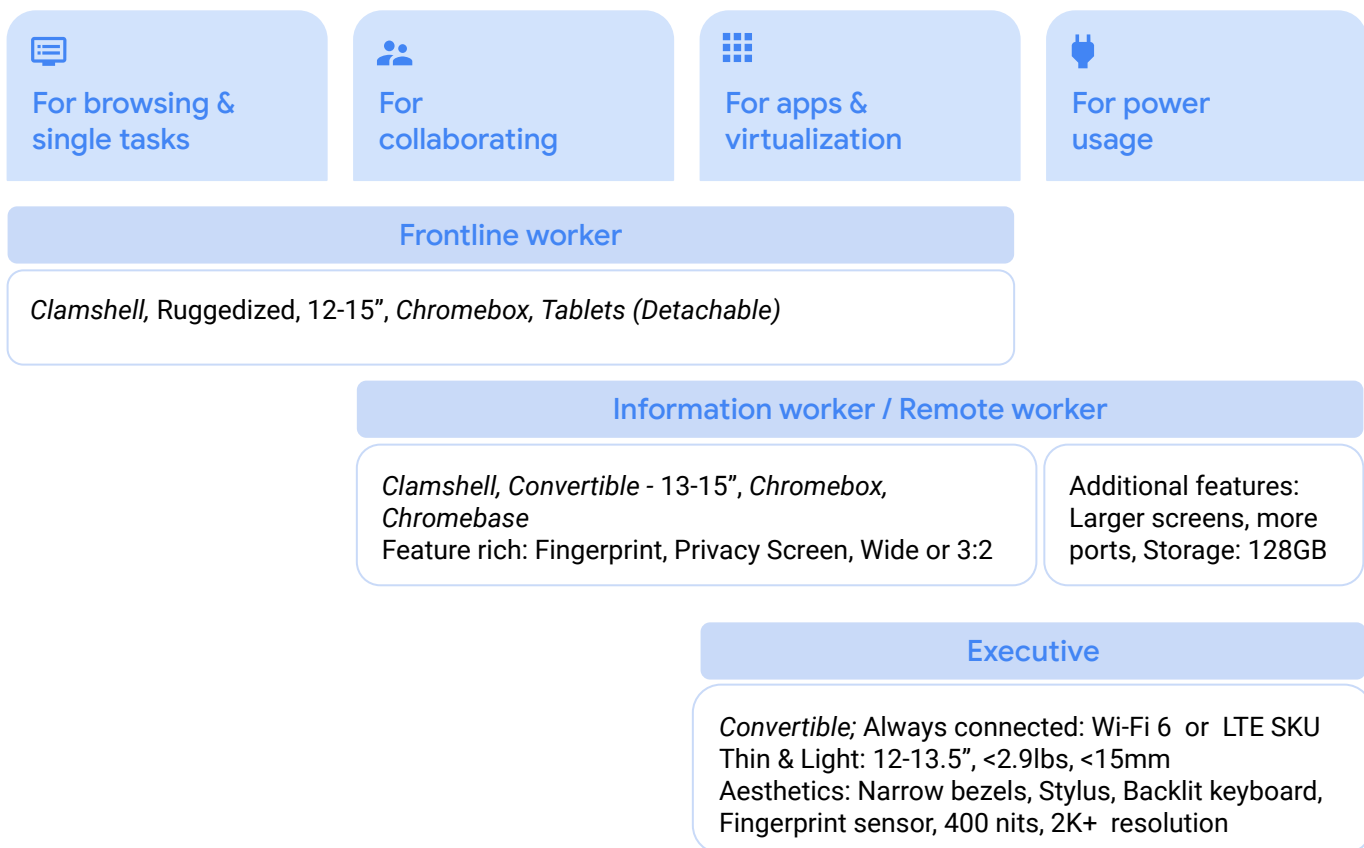 For browsing &
single tasks
For
collaborating
For apps &
virtualization
For power
usage
Frontline worker
Clamshell, Ruggedized, 12-15”, Chromebox, Tablets (Detachable)
Information worker / Remote worker
Clamshell, Convertible - 13-15”, Chromebox,
Chromebase
Feature rich: Fingerprint, Privacy Screen, Wide or 3:2
Additional features:
Larger screens, more
ports, Storage: 128GB
Executive
Convertible; Always connected: Wi-Fi 6 or LTE SKU
Thin & Light: 12-13.5”, <2.9lbs, <15mm
Aesthetics: Narrow bezels, Stylus, Backlit keyboard,
Fingerprint sensor, 400 nits, 2K+ resolution